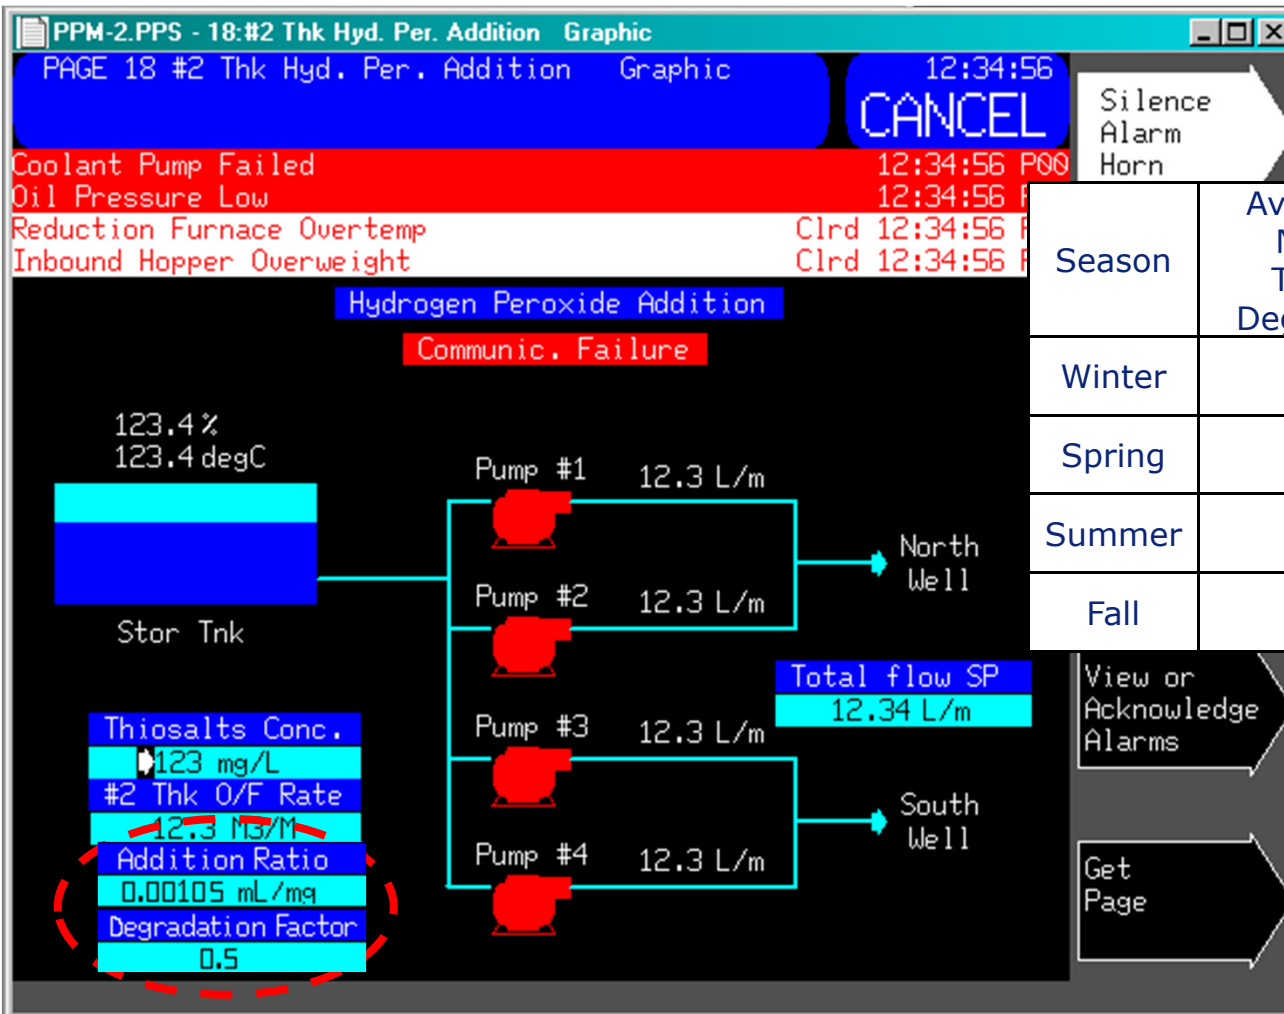 PPM-2.PPS - 18:#2 Thk Hyd. Per. Addition Graphic
PAGE 18 #2 Thk Hyd. Per. Addition Graphic
12:34:56
CANCEL
Silence
Alarm
Horn
Coolant Pump Failed 12:34:56 P00
Oil Pressure Low 12:34:56
Reduction Furnace Overtemp Clrd 12:34:56
Inbound Hopper Overweight Clrd 12:34:56
Season
Winter
Spring
Summer
Fall
Hydrogen Peroxide Addition
Communic. Failure
123.4 %
123.4 degC
Stor Tnk
Pump #1 12.3 L/m
Pump #2 12.3 L/m
North
Well
Total flow SP
12.34 L/m
Pump #3 12.3 L/m
Pump #4 12.3 L/m
South
Well
Thiosalts Conc.
123 mg/L
#2 Thk O/F Rate
12.3 M3/M
Addition Ratio
0.00105 mL/mg
Degradation Factor
0.5
View or
Acknowledge
Alarms
Get
Page